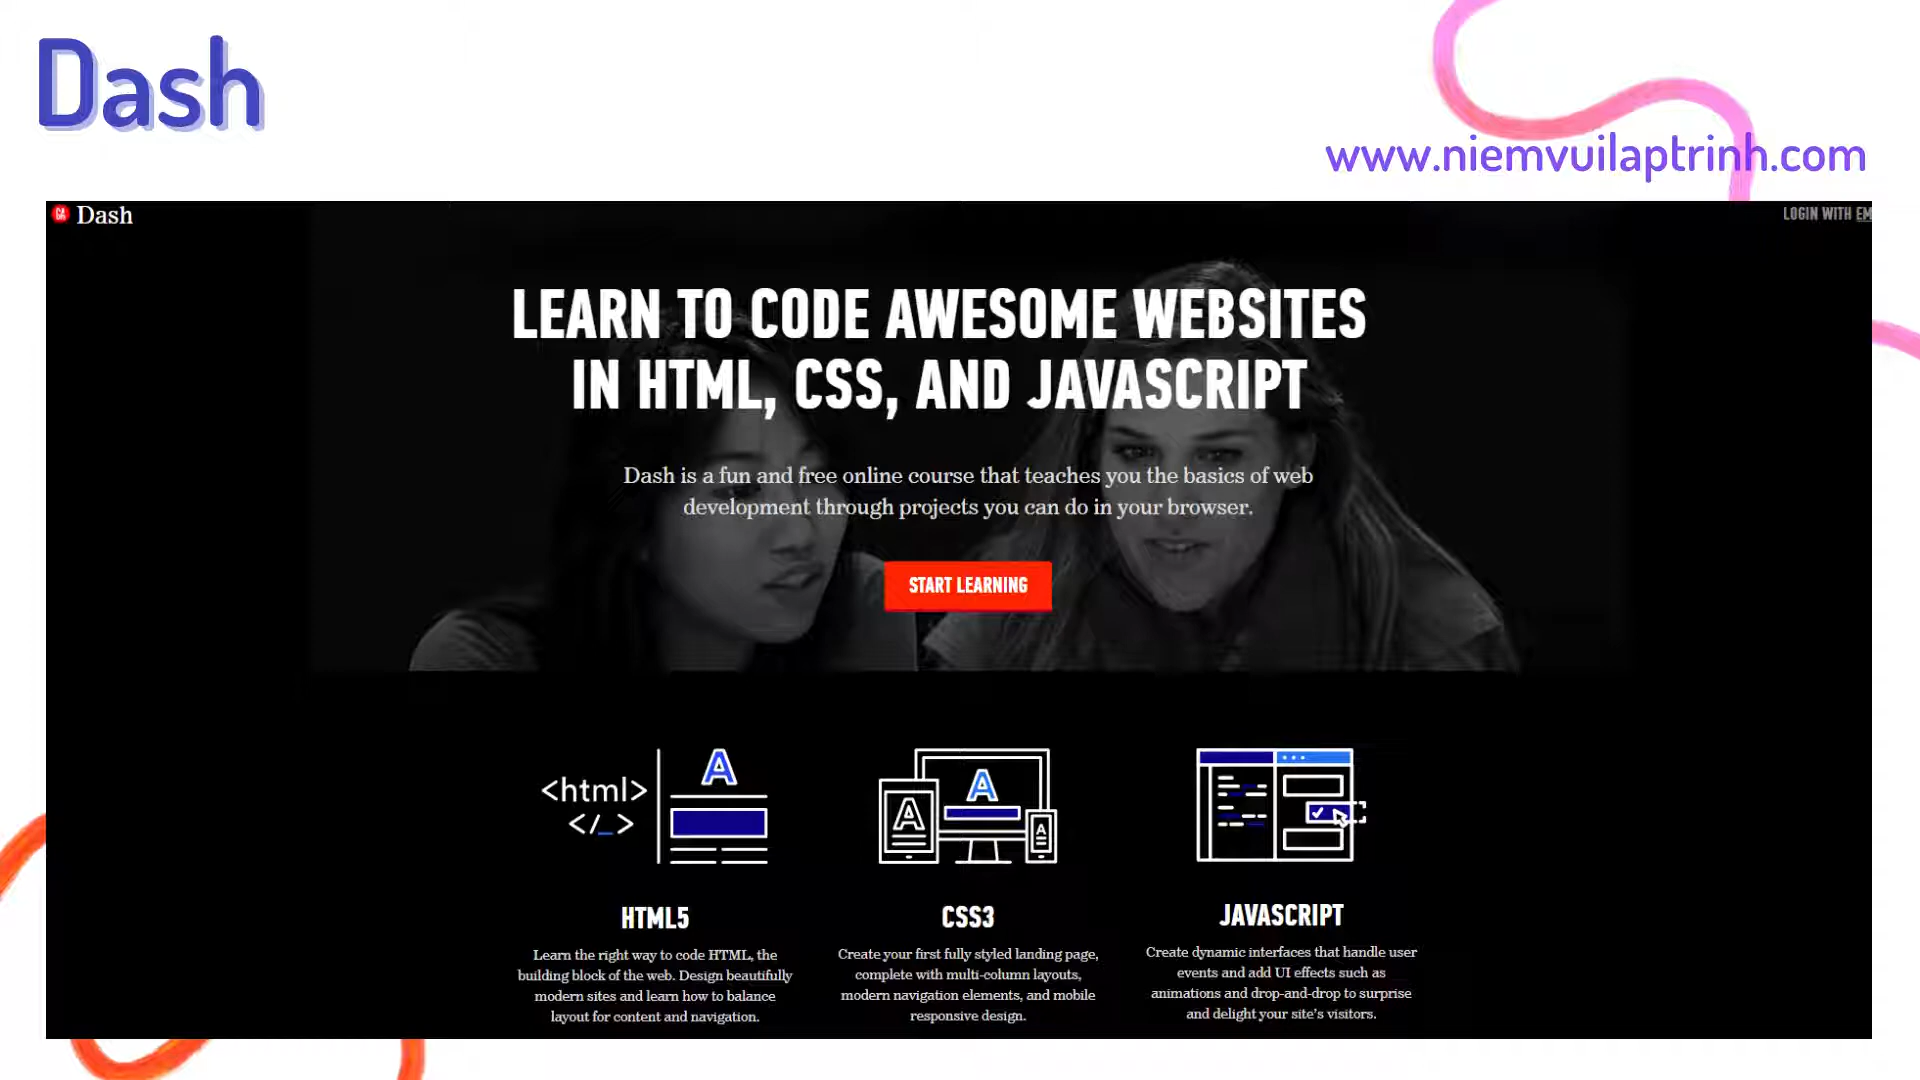 Dash
www.niemvuilaptrinh.com
GA
Dash
LOGIN WITH EM
LEARN TO CODE AWESOME WEBSITES
IN HTML, CSS, AND JAVASCRIPT
Dash is a fun and free online course that teaches you the basics of web
development through projects you can do in your browser.
START LEARNING
<html>
</_>
A
A
A
A
HTML5
Learn the right way to code HTML, the
building block of the web. Design beautifully
modern sites and learn how to balance
layout for content and navigation.
CSS3
Create your first fully styled landing page,
complete with multi-column layouts,
modern navigation elements, and mobile
responsive design.
JAVASCRIPT
Create dynamic interfaces that handle user
events and add UI effects such as
animations and drop-and-drop to surprise
and delight your site's visitors.